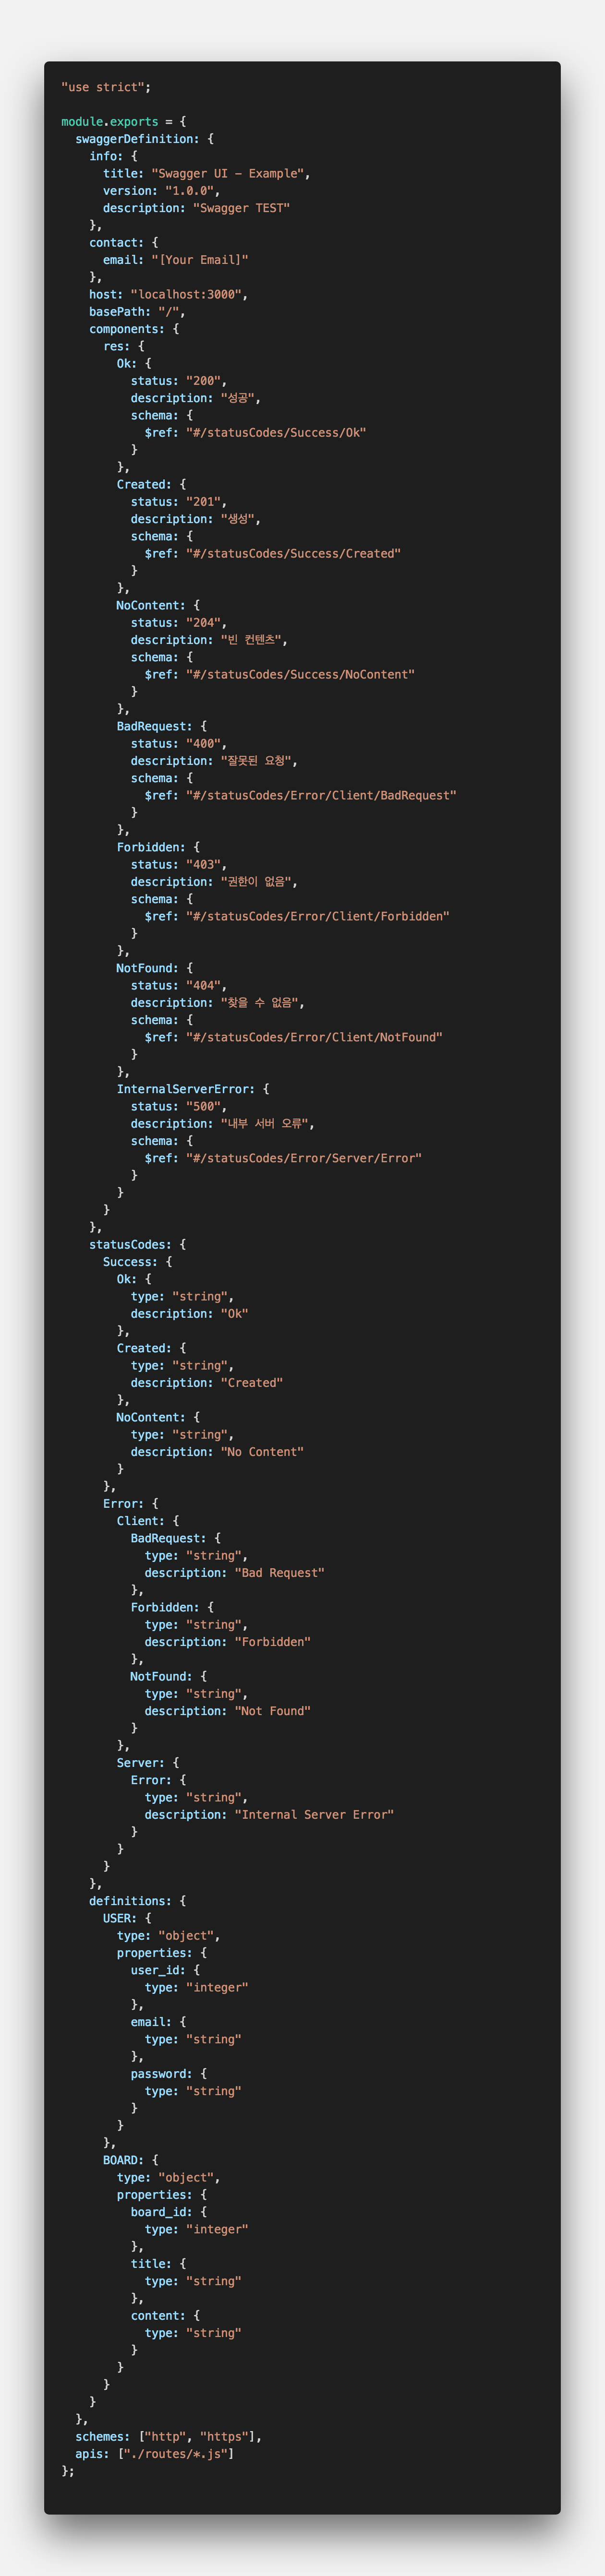 "use strict";

module.exports = {
  swaggerDefinition: {
    info: {
      title: "Swagger UI - Example",
      version: "1.0.0",
      description: "Swagger TEST"
    },
    contact: {
      email: "[Your Email]"
    },
    host: "localhost:3000",
    basePath: "/",
    components: {
      res: {
        Ok: {
          status: "200",
          description: "성공",
          schema: {
            $ref: "#/statusCodes/Success/Ok"
          }
        },
        Created: {
          status: "201",
          description: "생성",
          schema: {
            $ref: "#/statusCodes/Success/Created"
          }
        },
        NoContent: {
          status: "204",
          description: "빈 컨텐츠",
          schema: {
            $ref: "#/statusCodes/Success/NoContent"
          }
        },
        BadRequest: {
          status: "400",
          description: "잘못된 요청",
          schema: {
            $ref: "#/statusCodes/Error/Client/BadRequest"
          }
        },
        Forbidden: {
          status: "403",
          description: "권한이 없음",
          schema: {
            $ref: "#/statusCodes/Error/Client/Forbidden"
          }
        },
        NotFound: {
          status: "404",
          description: "찾을 수 없음",
          schema: {
            $ref: "#/statusCodes/Error/Client/NotFound"
          }
        },
        InternalServerError: {
          status: "500",
          description: "내부 서버 오류",
          schema: {
            $ref: "#/statusCodes/Error/Server/Error"
          }
        }
      }
    },
    statusCodes: {
      Success: {
        Ok: {
          type: "string",
          description: "Ok"
        },
        Created: {
          type: "string",
          description: "Created"
        },
        NoContent: {
          type: "string",
          description: "No Content"
        }
      },
      Error: {
        Client: {
          BadRequest: {
            type: "string",
            description: "Bad Request"
          },
          Forbidden: {
            type: "string",
            description: "Forbidden"
          },
          NotFound: {
            type: "string",
            description: "Not Found"
          }
        },
        Server: {
          Error: {
            type: "string",
            description: "Internal Server Error"
          }
        }
      }
    },
    definitions: {
      USER: {
        type: "object",
        properties: {
          user_id: {
            type: "integer"
          },
          email: {
            type: "string"
          },
          password: {
            type: "string"
          }
        }
      },
      BOARD: {
        type: "object",
        properties: {
          board_id: {
            type: "integer"
          },
          title: {
            type: "string"
          },
          content: {
            type: "string"
          }
        }
      }
    }
  },
  schemes: ["http", "https"],
  apis: ["./routes/*.js"]
};